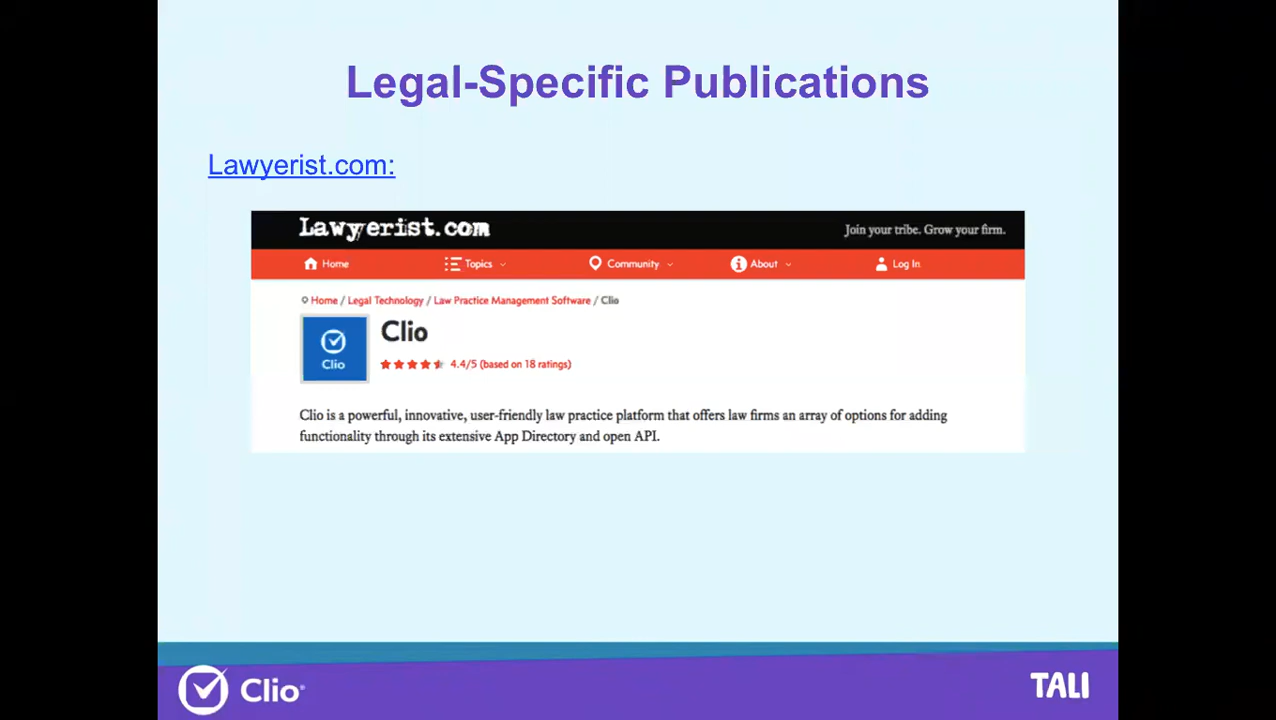 Legal-Specific Publications
Lawyerist.com:
Lawyerist.com
Join your tribe. Grow your firm.
Home Topics Community About Log In
Home / Legal Technology / Law Practice Management Software / Clio
Clio
Clio
4.4/5 (based on 18 ratings)
Clio is a powerful, innovative, user-friendly law practice platform that offers law firms an array of options for adding
functionality through its extensive App Directory and open API.
Clio®
TALI